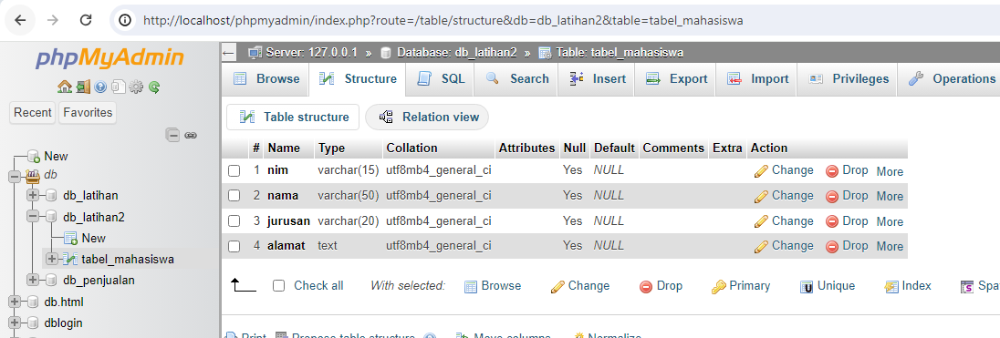 http://localhost/phpmyadmin/index.php?route=/table/structure&db=db_latihan2&table=tabel_mahasiswa
phpMyAdmin
Recent Favorites
New
db
db_latihan
db_latihan2
New
tabel_mahasiswa
db_penjualan
db.html
dblogin
Server: 127.0.0.1 » Database: db_latihan2 » Table: tabel_mahasiswa
Browse Structure SQL Search Insert Export Import Privileges Operations
Table structure Relation view
# Name Type Collation Attributes Null Default Comments Extra Action
1 nim varchar(15) utf8mb4_general_ci Yes NULL Change Drop More
2 nama varchar(50) utf8mb4_general_ci Yes NULL Change Drop More
3 jurusan varchar(20) utf8mb4_general_ci Yes NULL Change Drop More
4 alamat text utf8mb4_general_ci Yes NULL Change Drop More
Check all With selected: Browse Change Drop Primary Unique Index Spa
Print Propose table structure Move columns Normalize